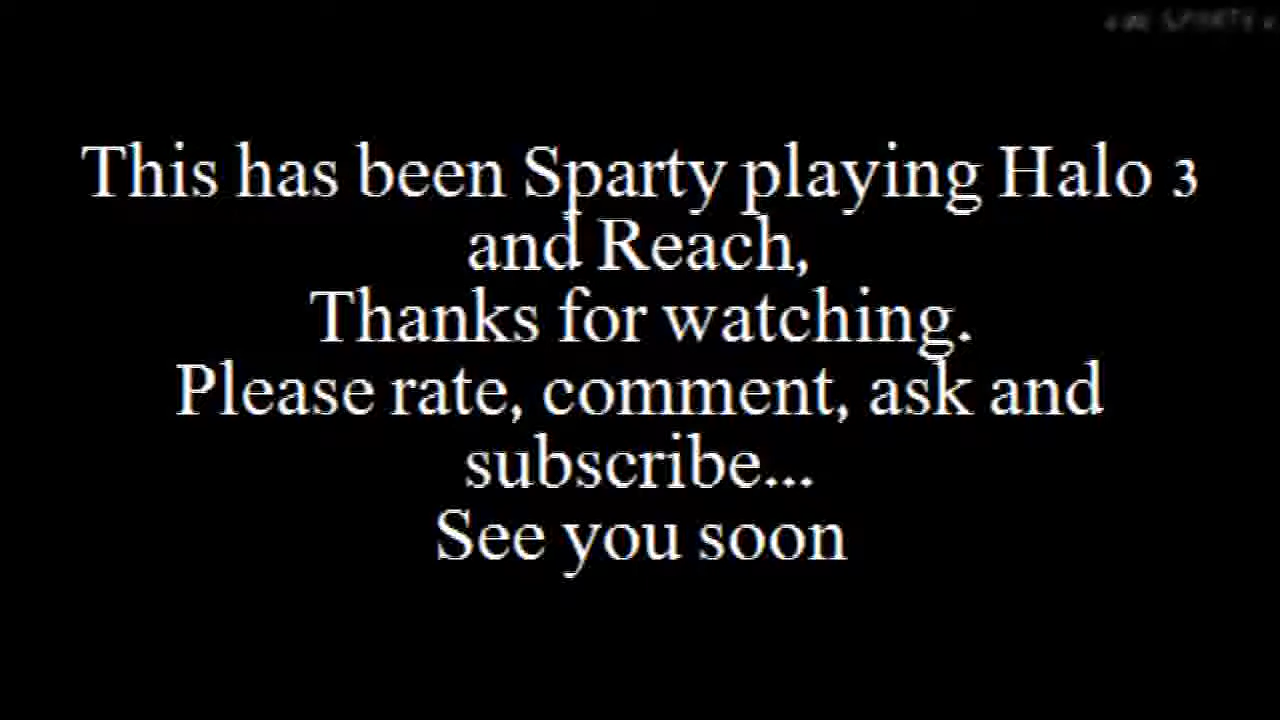 This has been Sparty playing Halo 3
and Reach,
Thanks for watching.
Please rate, comment, ask and
subscribe...
See you soon